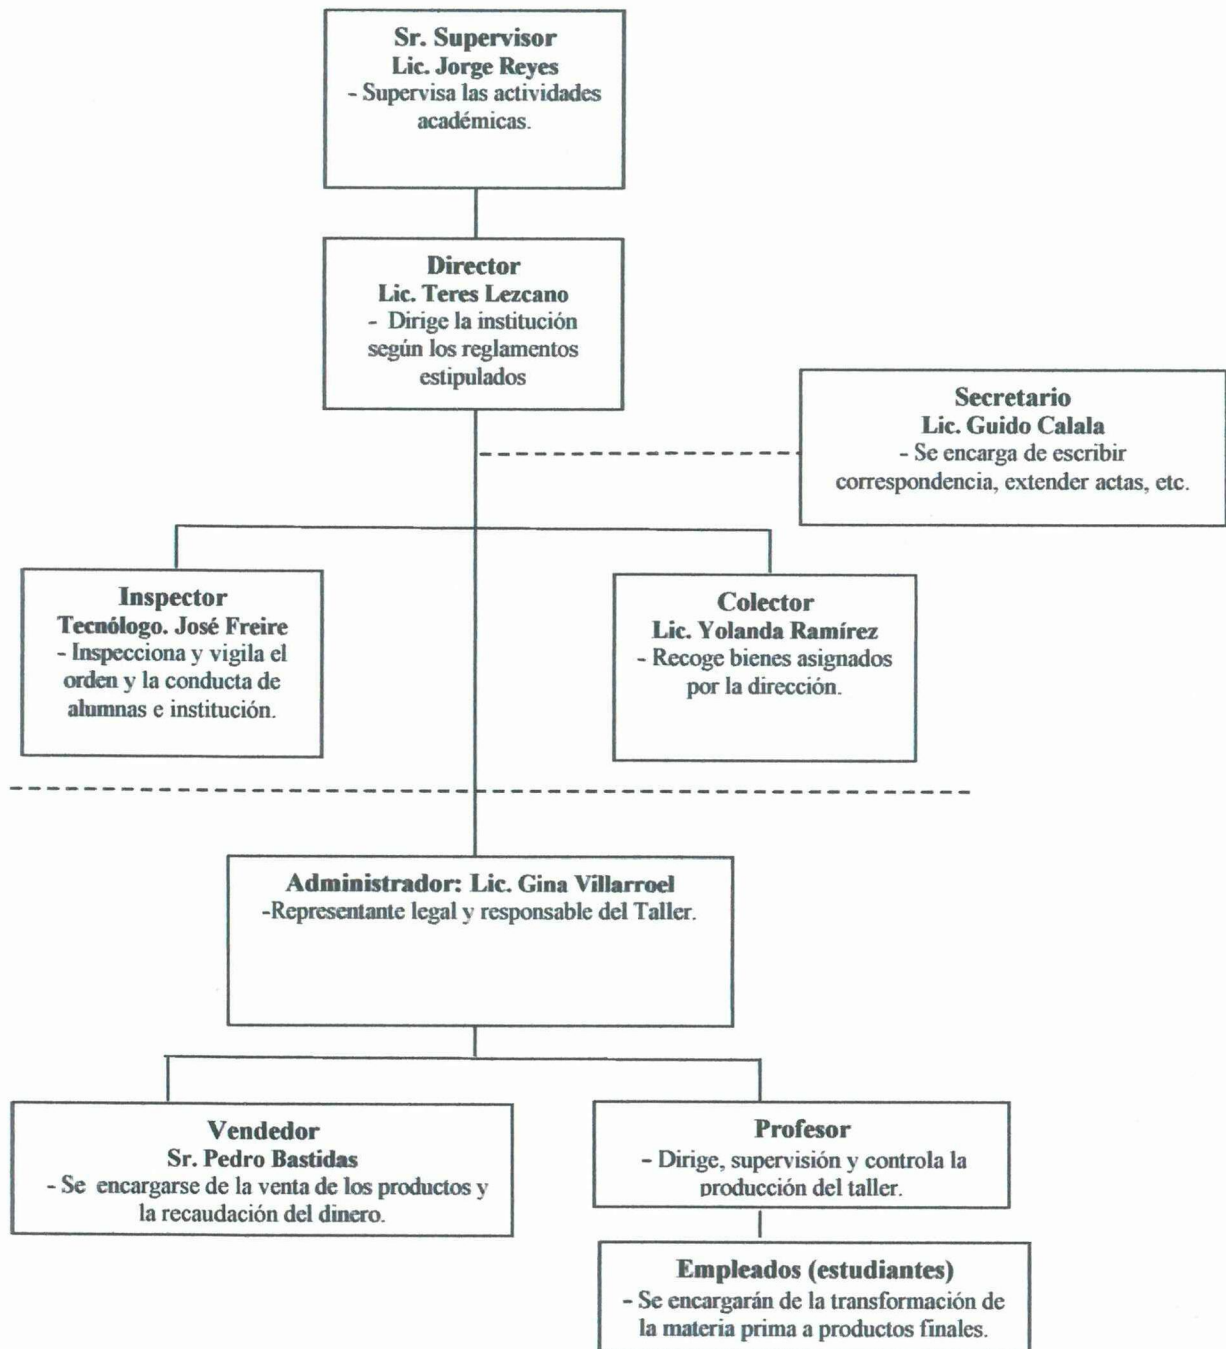 Sr. Supervisor
Lic. Jorge Reyes
- Supervisa las actividades
académicas.
Director
Lic. Teres Lezcano
- Dirige la institución
según los reglamentos
estipulados
Secretario
Lic. Guido Calala
- Se encarga de escribir
correspondencia, extender actas, etc.
Inspector
Tecnólogo. José Freire
- Inspecciona y vigila el
orden y la conducta de
alumnas e institución.
Colector
Lic. Yolanda Ramírez
- Recoge bienes asignados
por la dirección.
Administrador: Lic. Gina Villarroel
-Representante legal y responsable del Taller.
Vendedor
Sr. Pedro Bastidas
- Se encargarse de la venta de los productos y
la recaudación del dinero.
Profesor
- Dirige, supervisión y controla la
producción del taller.
Empleados (estudiantes)
- Se encargarán de la transformación de
la materia prima a productos finales.